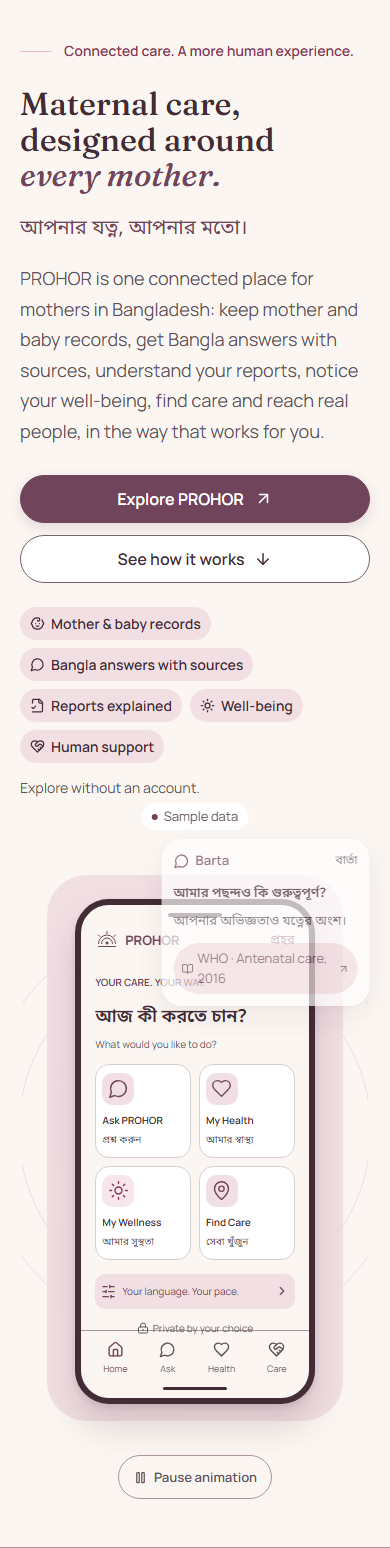 Connected care. A more human experience.
Maternal care,
designed around
every mother.
আপনার যত্ন, আপনার মতো।
PROHOR is one connected place for
mothers in Bangladesh: keep mother and
baby records, get Bangla answers with
sources, understand your reports, notice
your well-being, find care and reach real
people, in the way that works for you.
Explore PROHOR
See how it works
Mother & baby records
Bangla answers with sources
Reports explained
Well-being
Human support
Explore without an account.
Sample data
Barta
বার্তা
আমার পছন্দও কি গুরুত্বপূর্ণ?
আপনার অভিজ্ঞতাও যত্নের অংশ।
PROHOR
প্রহর
WHO · Antenatal care,
2016
YOUR CARE. YOUR WAY.
আজ কী করতে চান?
What would you like to do?
Ask PROHOR
প্রশ্ন করুন
My Health
আমার স্বাস্থ্য
My Wellness
আমার সুস্থতা
Find Care
সেবা খুঁজুন
Your language. Your pace.
Private by your choice
Home
Ask
Health
Care
Pause animation